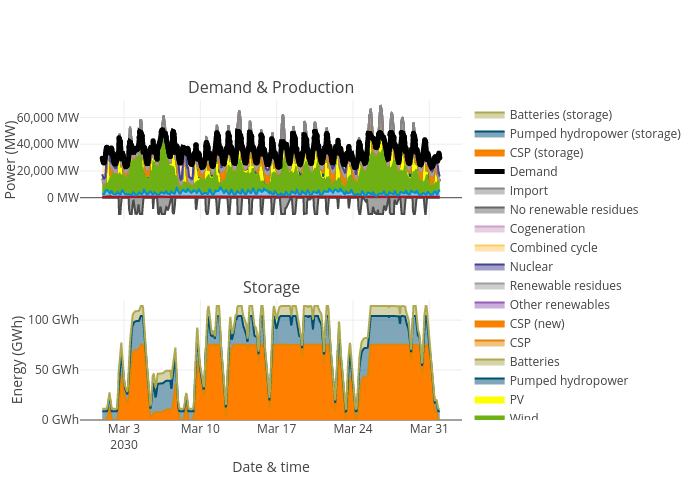 Demand & Production
Power (MW)
60,000 MW
40,000 MW
20,000 MW
0 MW
Storage
Energy (GWh)
100 GWh
50 GWh
0 GWh
Mar 3
2030
Mar 10
Mar 17
Mar 24
Mar 31
Date & time
Batteries (storage)
Pumped hydropower (storage)
CSP (storage)
Demand
Import
No renewable residues
Cogeneration
Combined cycle
Nuclear
Renewable residues
Other renewables
CSP (new)
CSP
Batteries
Pumped hydropower
PV
Wind